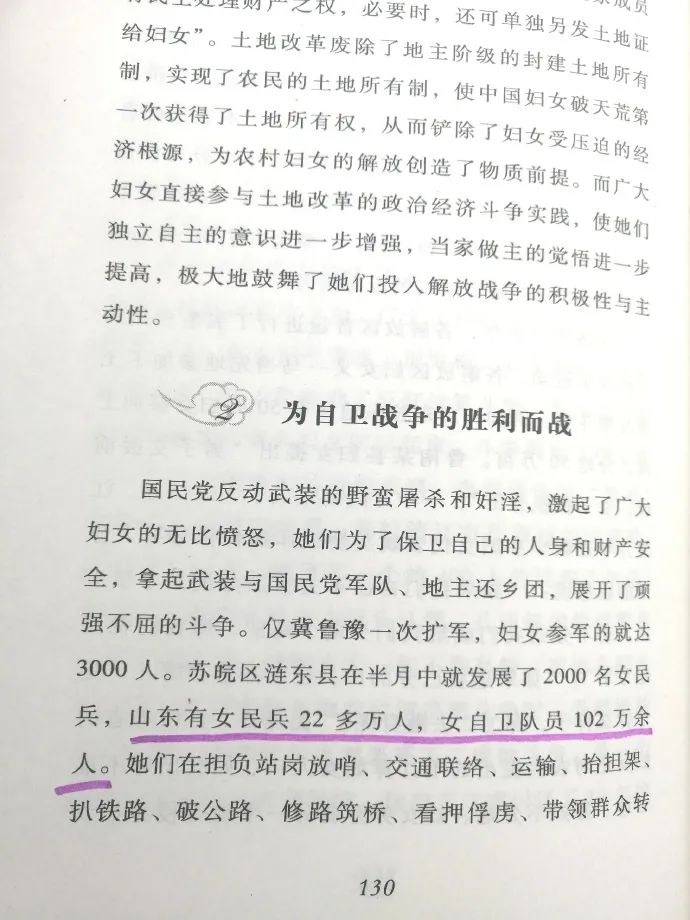 有民主处理财产之权，必要时，还可单独另发土地证
给妇女”。土地改革废除了地主阶级的封建土地所有
制，实现了农民的土地所有制，使中国妇女破天荒第
一次获得了土地所有权，从而铲除了妇女受压迫的经
济根源，为农村妇女的解放创造了物质前提。而广大
妇女直接参与土地改革的政治经济斗争实践，使她们
独立自主的意识进一步增强，当家做主的觉悟进一步
提高，极大地鼓舞了她们投入解放战争的积极性与主
动性。
2 为自卫战争的胜利而战
国民党反动武装的野蛮屠杀和奸淫，激起了广大
妇女的无比愤怒，她们为了保卫自己的人身和财产安
全，拿起武装与国民党军队、地主还乡团，展开了顽
强不屈的斗争。仅冀鲁豫一次扩军，妇女参军的就达
3000 人。苏皖区涟东县在半月中就发展了 2000 名女民
兵，山东有女民兵 22 多万人，女自卫队员 102 万余
人。她们在担负站岗放哨、交通联络、运输、抬担架、
扒铁路、破公路、修路筑桥、看押俘虏、带领群众转
130